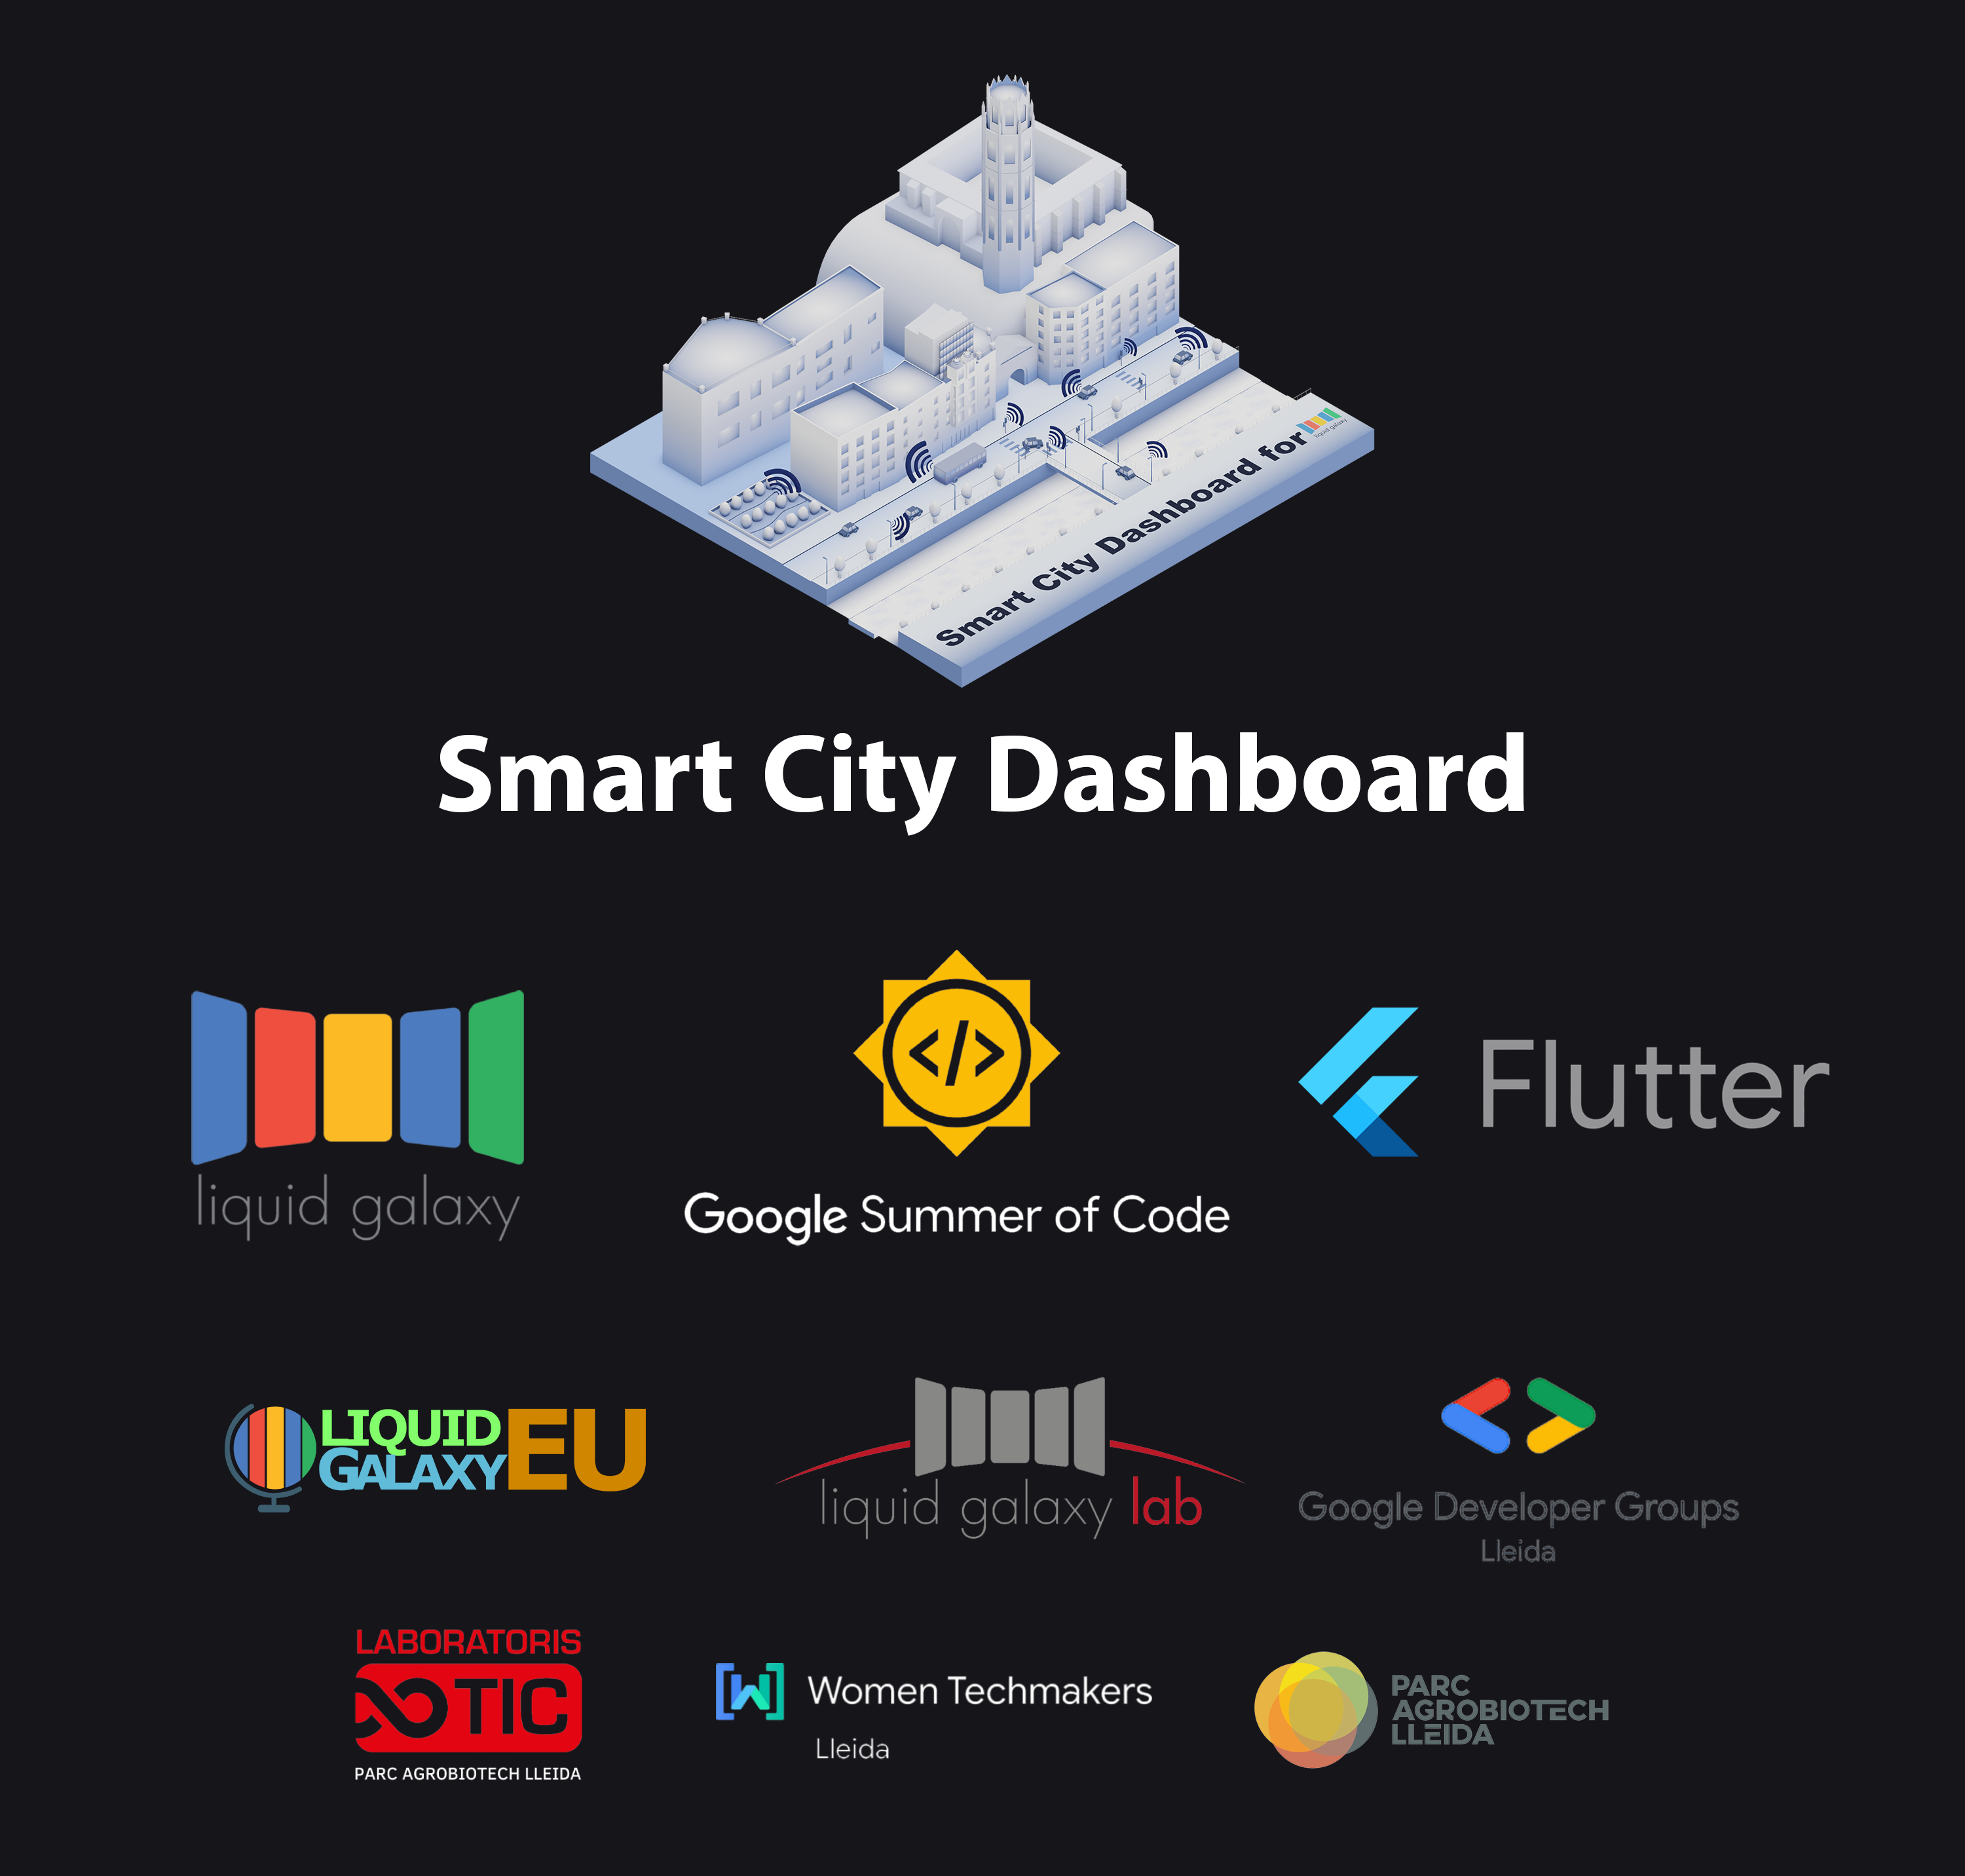 Smart City Dashboard for
liquid galaxy
Smart City Dashboard
liquid galaxy
Google Summer of Code
Flutter
LIQUID
GALAXY EU
liquid galaxy lab
Google Developer Groups
Lleida
LABORATORIS
TIC
PARC AGROBIOTECH LLEIDA
Women Techmakers
Lleida
PARC
AGROBIOTECH
LLEIDA